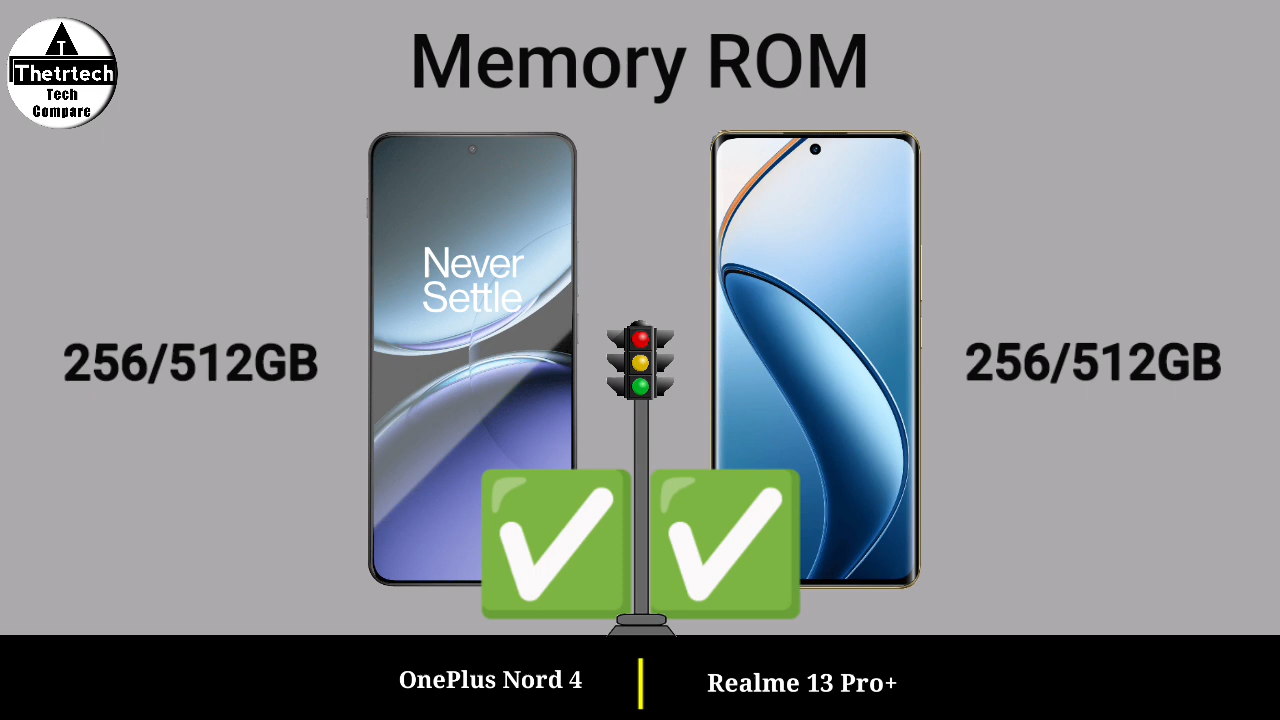 T
Thetrtech
Tech
Compare
Memory ROM
Never
Settle
256/512GB
256/512GB
OnePlus Nord 4
Realme 13 Pro+